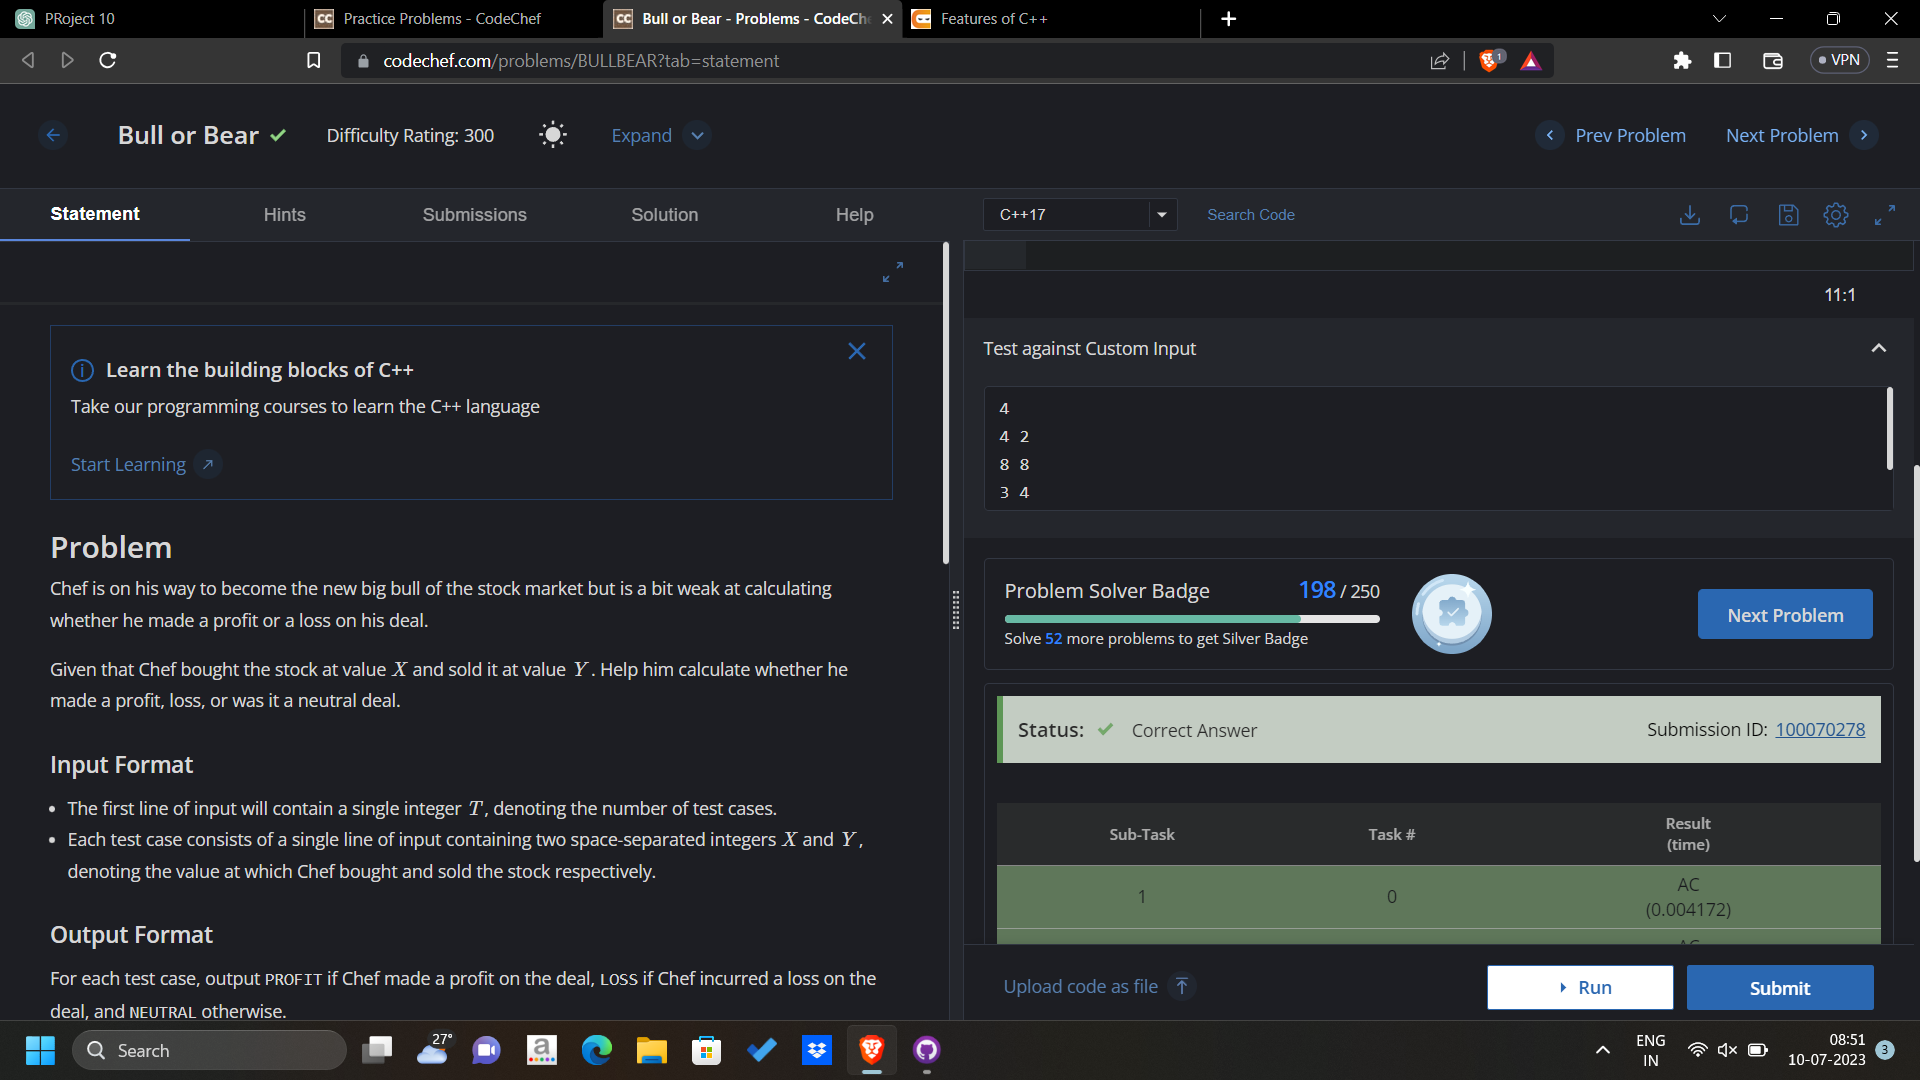 PRoject 10
Practice Problems - CodeChef
Bull or Bear - Problems - CodeChe
Features of C++
codechef.com/problems/BULLBEAR?tab=statement
1
VPN
Bull or Bear
Difficulty Rating: 300
Expand
Prev Problem
Next Problem
Statement
Hints
Submissions
Solution
Help
C++17
Search Code
Learn the building blocks of C++
Take our programming courses to learn the C++ language
Start Learning
Problem
Chef is on his way to become the new big bull of the stock market but is a bit weak at calculating
whether he made a profit or a loss on his deal.
Given that Chef bought the stock at value X and sold it at value Y. Help him calculate whether he
made a profit, loss, or was it a neutral deal.
Input Format
• The first line of input will contain a single integer T, denoting the number of test cases.
• Each test case consists of a single line of input containing two space-separated integers X and Y,
denoting the value at which Chef bought and sold the stock respectively.
Output Format
For each test case, output PROFIT if Chef made a profit on the deal, LOSS if Chef incurred a loss on the
deal, and NEUTRAL otherwise.
11:1
Test against Custom Input
4
4 2
8 8
3 4
Problem Solver Badge
198 / 250
Solve 52 more problems to get Silver Badge
Next Problem
Status:
Correct Answer
Submission ID: 100070278
Sub-Task
Task #
Result
(time)
1
0
AC
(0.004172)
AC
Upload code as file
Run
Submit
Search
27°
a
ENG
IN
08:51
10-07-2023
3